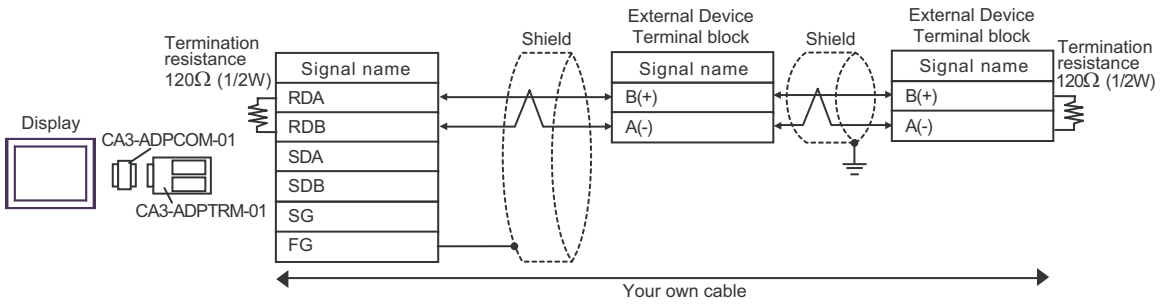 Display
CA3-ADPCOM-01
CA3-ADPTRM-01
Termination
resistance
120Ω (1/2W)
Signal name
RDA
RDB
SDA
SDB
SG
FG
Shield
External Device
Terminal block
Signal name
B(+)
A(-)
Shield
External Device
Terminal block
Signal name
B(+)
A(-)
Termination
resistance
120Ω (1/2W)
Your own cable